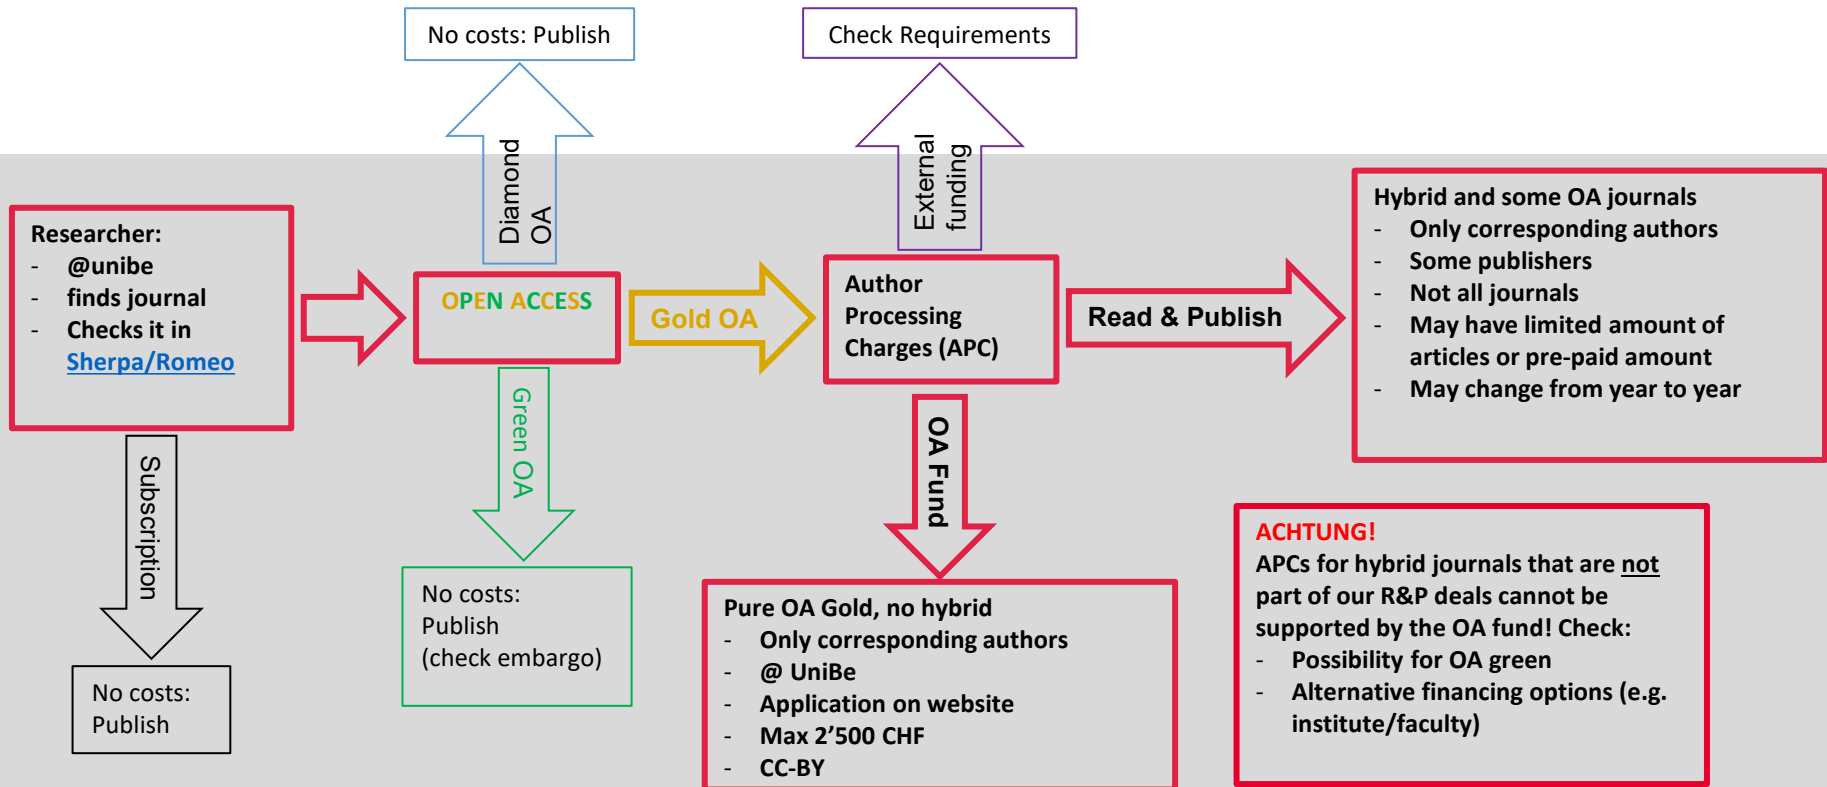 No costs: Publish
Check Requirements
Diamond
OA
External
funding
Researcher:
- @unibe
- finds journal
- Checks it in
Sherpa/Romeo
OPEN ACCESS
Gold OA
Author
Processing
Charges (APC)
Read & Publish
Hybrid and some OA journals
- Only corresponding authors
- Some publishers
- Not all journals
- May have limited amount of
articles or pre-paid amount
- May change from year to year
Subscription
Green OA
OA Fund
No costs:
Publish
No costs:
Publish
(check embargo)
Pure OA Gold, no hybrid
- Only corresponding authors
- @ UniBe
- Application on website
- Max 2’500 CHF
- CC-BY
ACHTUNG!
APCs for hybrid journals that are not
part of our R&P deals cannot be
supported by the OA fund! Check:
- Possibility for OA green
- Alternative financing options (e.g.
institute/faculty)